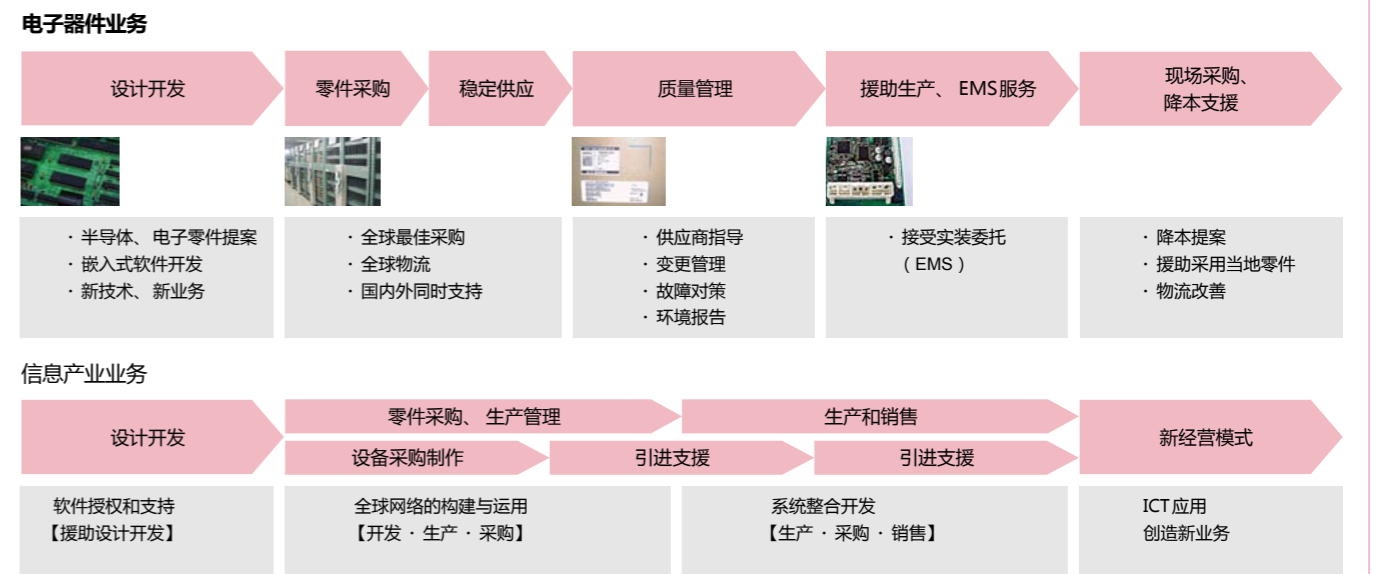 电子器件业务
设计开发
零件采购
稳定供应
质量管理
援助生产、EMS服务
现场采购、
降本支援
·半导体、电子零件提案
·嵌入式软件开发
·新技术、新业务
·全球最佳采购
·全球物流
·国内外同时支持
·供应商指导
·变更管理
·故障对策
·环境报告
·接受实装委托
（EMS）
·降本提案
·援助采用当地零件
·物流改善
信息产业业务
设计开发
零件采购、生产管理
生产和销售
设备采购制作
引进支援
引进支援
新经营模式
软件授权和支持
【援助设计开发】
全球网络的构建与运用
【开发·生产·采购】
系统整合开发
【生产·采购·销售】
ICT应用
创造新业务